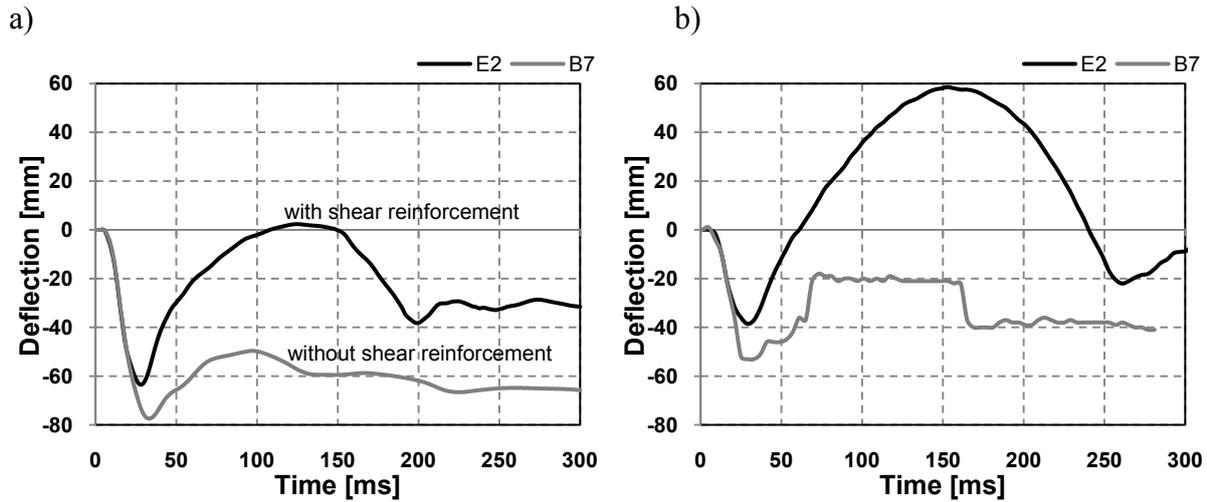 a)
b)
E2 B7
60
40
20
0
-20
-40
-60
-80
Deflection [mm]
with shear reinforcement
without shear reinforcement
0 50 100 150 200 250 300
Time [ms]
E2 B7
60
40
20
0
-20
-40
-60
-80
Deflection [mm]
0 50 100 150 200 250 300
Time [ms]